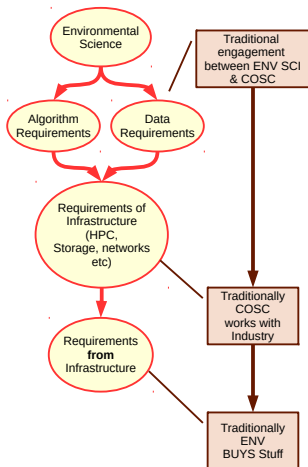 Environmental
Science
Traditional
engagement
between ENV SCI
& COSC
Algorithm
Requirements
Data
Requirements
Requirements of
Infrastructure
(HPC,
Storage, networks
etc)
Traditionally
COSC
works with
Industry
Requirements
from
Infrastructure
Traditionally
ENV
BUYS Stuff